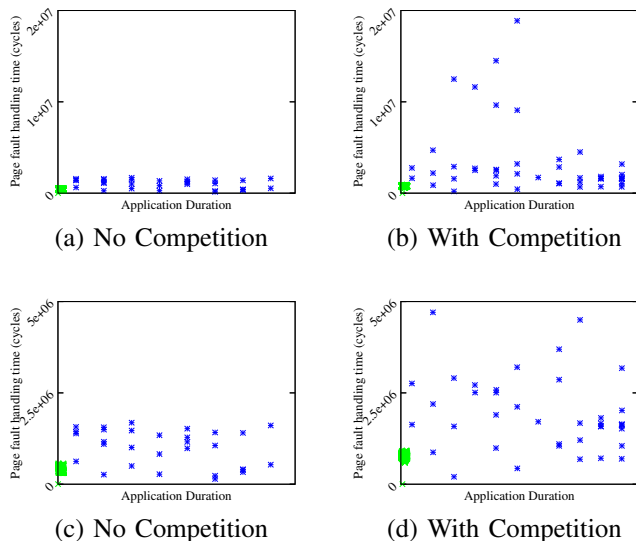 2e+07
1e+07
0
Page fault handling time (cycles)
Application Duration
(a) No Competition
2e+07
1e+07
0
Page fault handling time (cycles)
Application Duration
(b) With Competition
5e+06
2.5e+06
0
Page fault handling time (cycles)
Application Duration
(c) No Competition
5e+06
2.5e+06
0
Page fault handling time (cycles)
Application Duration
(d) With Competition